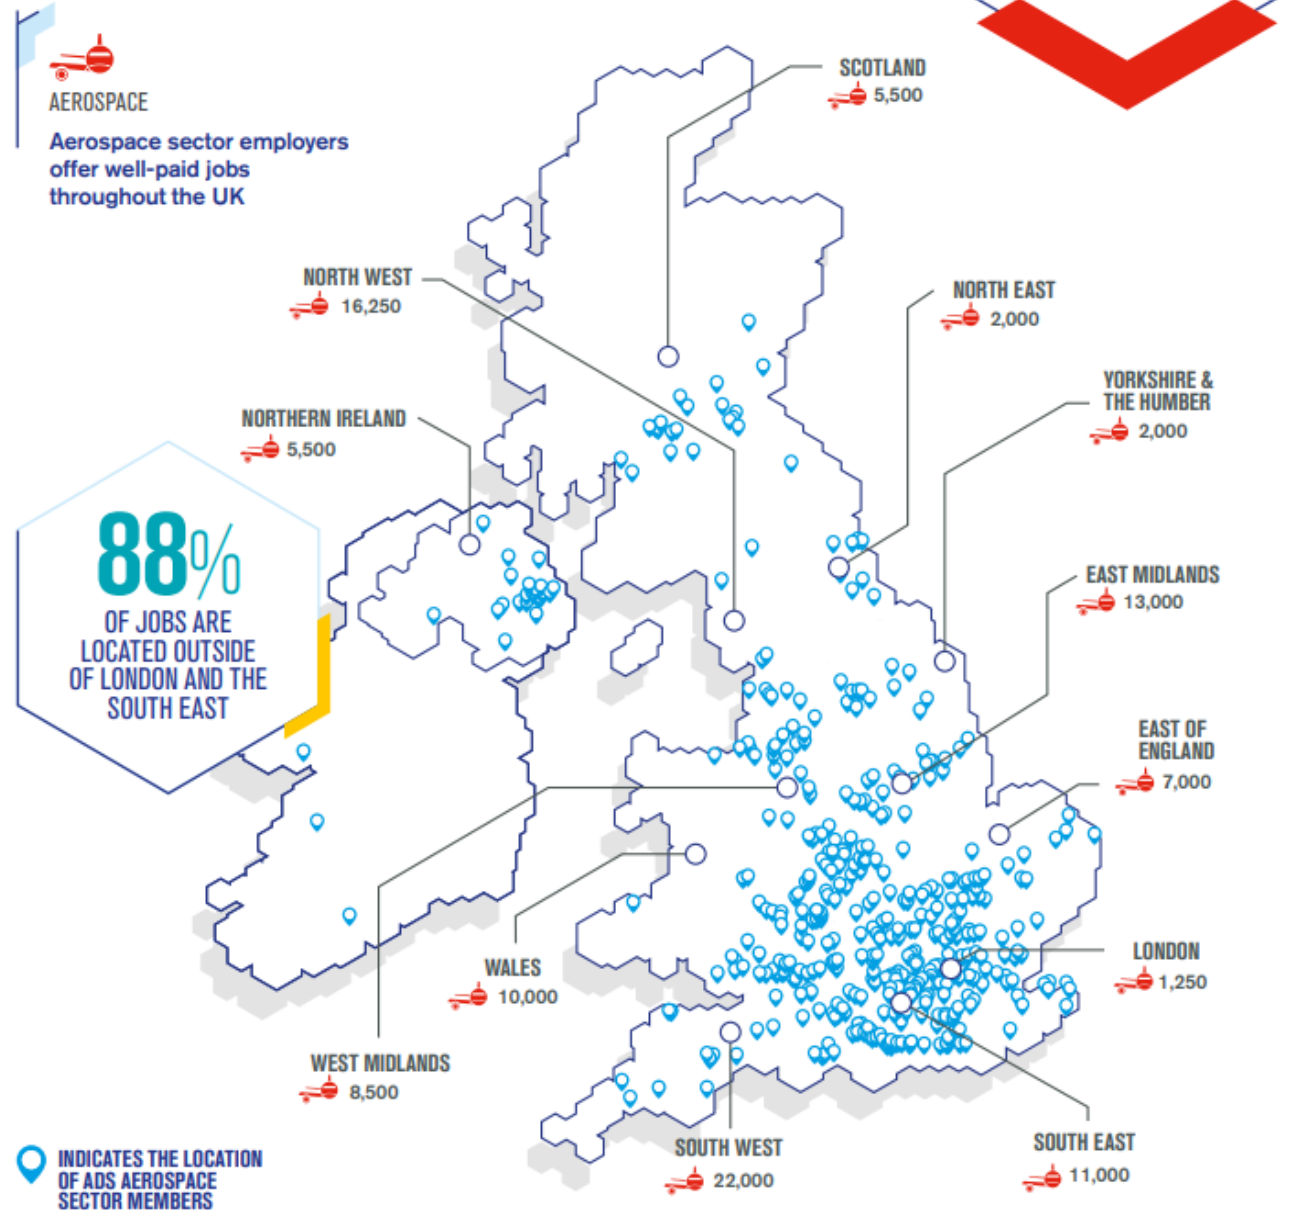 AEROSPACE
Aerospace sector employers
offer well-paid jobs
throughout the UK
SCOTLAND
5,500
NORTH WEST
16,250
NORTH EAST
2,000
YORKSHIRE &
THE HUMBER
2,000
NORTHERN IRELAND
5,500
88%
OF JOBS ARE
LOCATED OUTSIDE
OF LONDON AND THE
SOUTH EAST
EAST MIDLANDS
13,000
EAST OF
ENGLAND
7,000
LONDON
1,250
WALES
10,000
WEST MIDLANDS
8,500
SOUTH WEST
22,000
SOUTH EAST
11,000
INDICATES THE LOCATION
OF ADS AEROSPACE
SECTOR MEMBERS